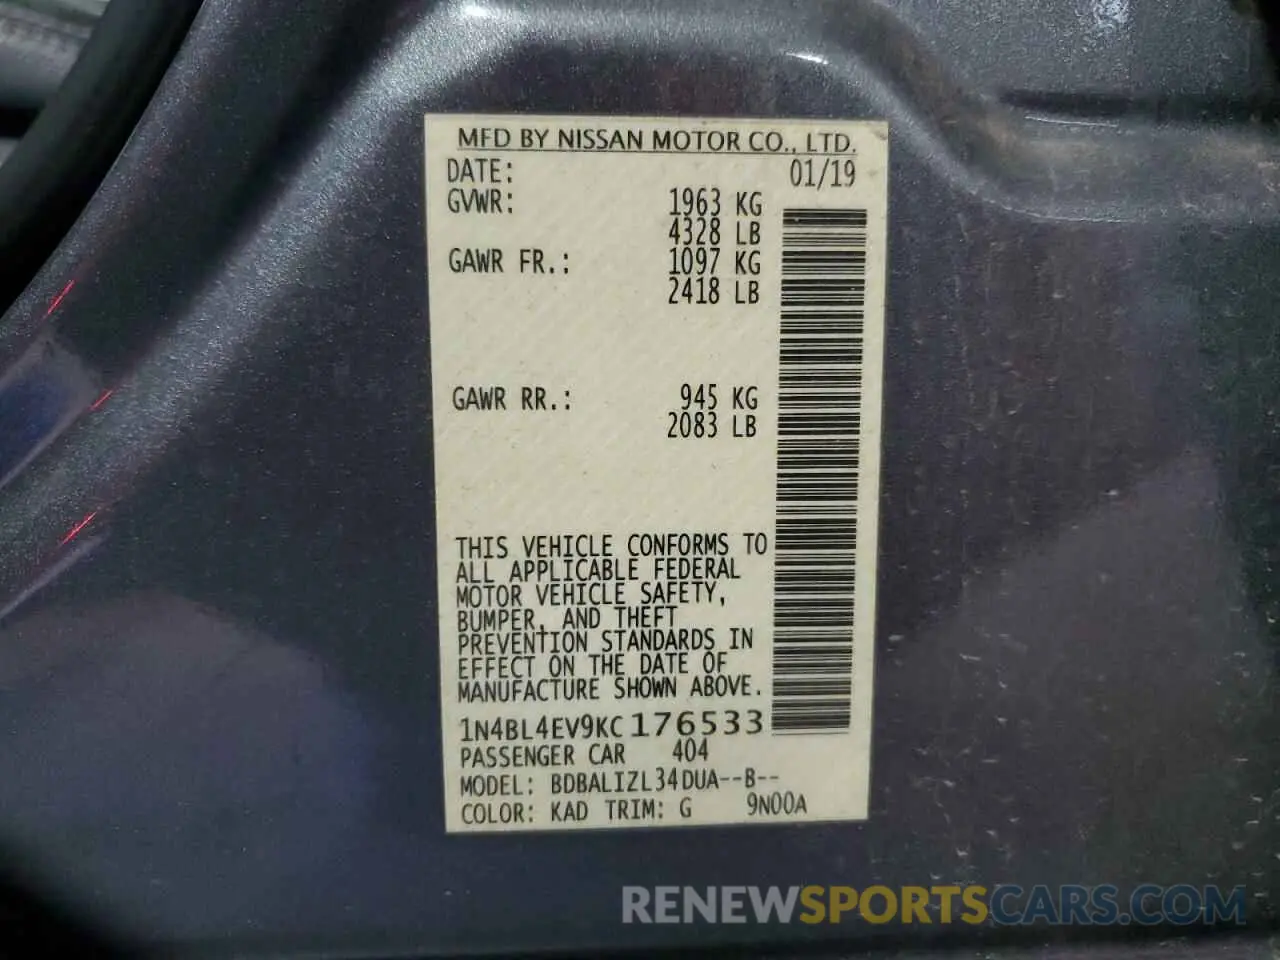 MFD BY NISSAN MOTOR CO., LTD.
DATE: 01/19
GVWR: 1963 KG
4328 LB
GAWR FR.: 1097 KG
2418 LB
GAWR RR.: 945 KG
2083 LB
THIS VEHICLE CONFORMS TO
ALL APPLICABLE FEDERAL
MOTOR VEHICLE SAFETY,
BUMPER, AND THEFT
PREVENTION STANDARDS IN
EFFECT ON THE DATE OF
MANUFACTURE SHOWN ABOVE.
1N4BL4EV9KC176533
PASSENGER CAR 404
MODEL: BDBALIZL34DUA--B--
COLOR: KAD TRIM: G 9N00A
RENEWSPORTSCARS.COM